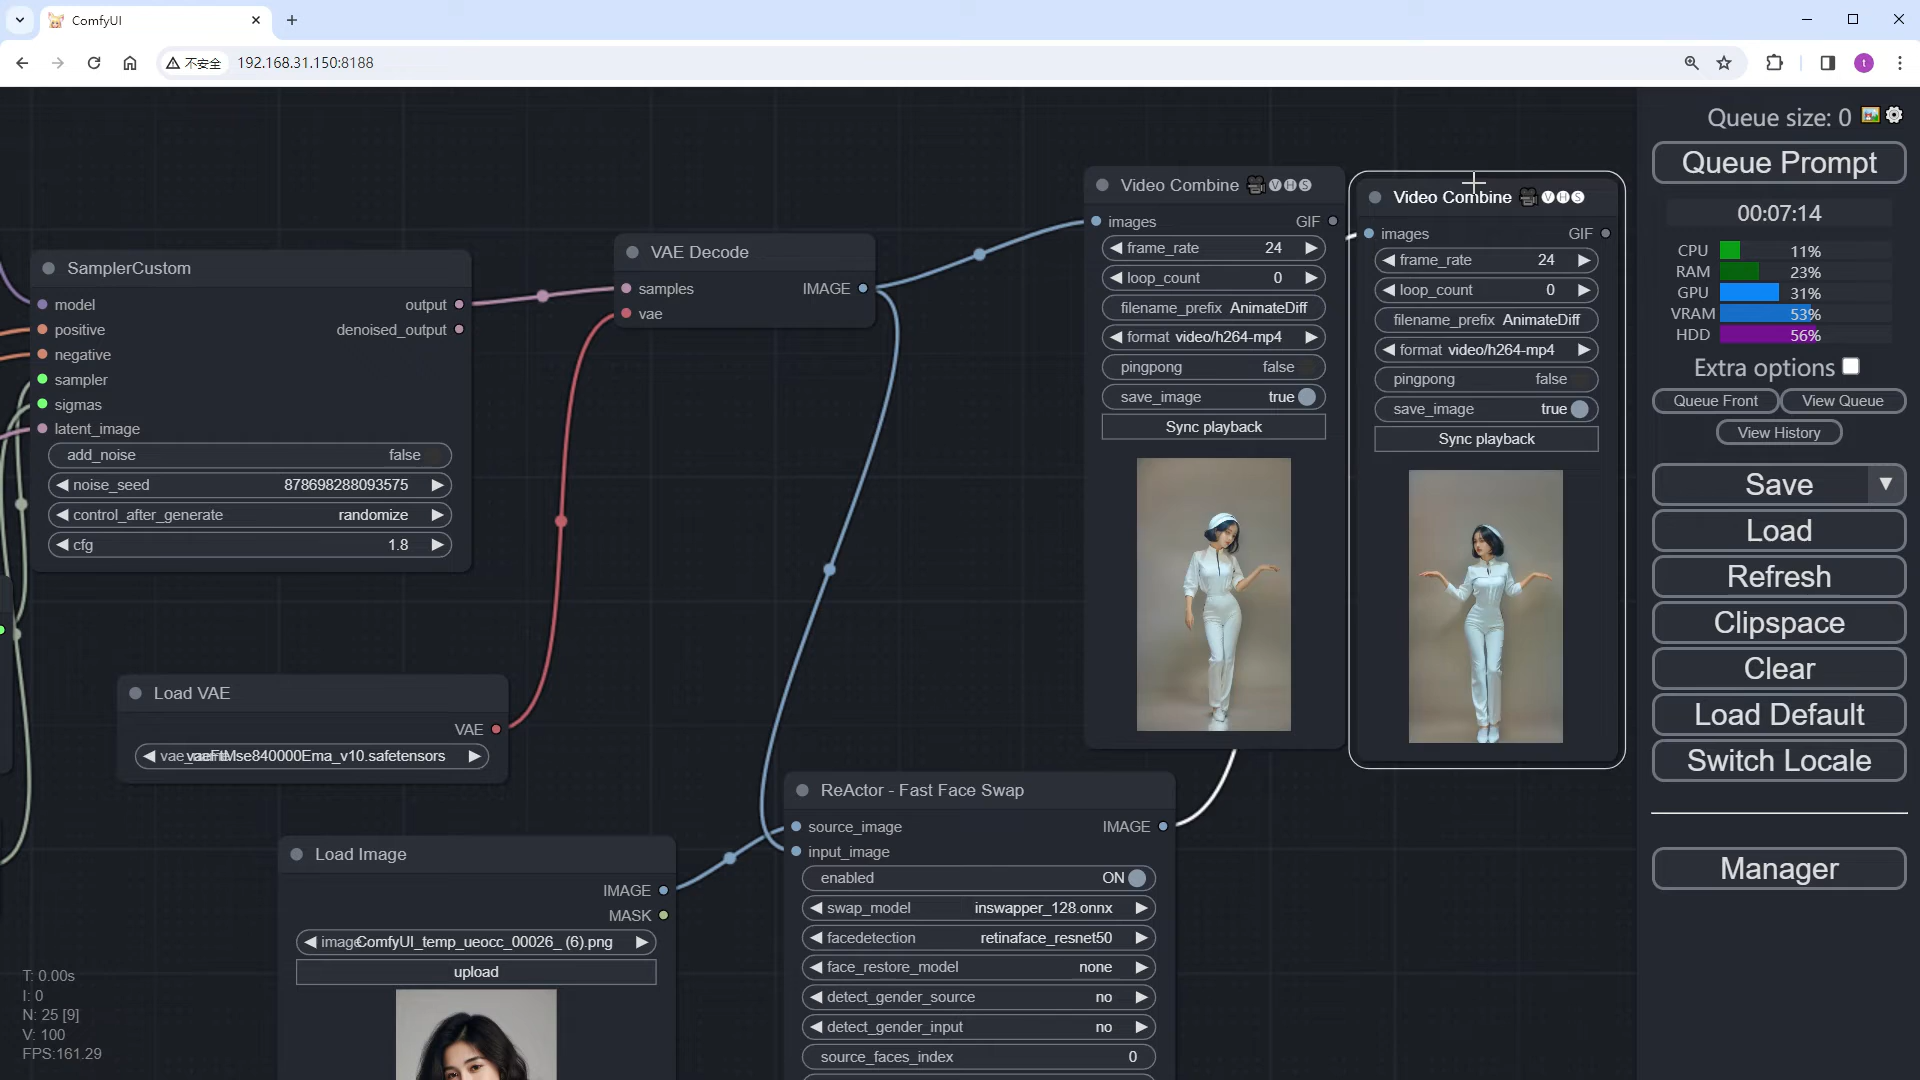 ComfyUI
不安全
192.168.31.150:8188
t
Queue size: 0
Queue Prompt
00:07:14
CPU 11%
RAM 23%
GPU 31%
VRAM 53%
HDD 56%
Extra options
Queue Front
View Queue
View History
Save
Load
Refresh
Clipspace
Clear
Load Default
Switch Locale
Manager
SamplerCustom
model
output
positive
denoised_output
negative
sampler
sigmas
latent_image
add_noise false
noise_seed 878698288093575
control_after_generate randomize
cfg 1.8
VAE Decode
samples
IMAGE
vae
Video Combine VHS
images
GIF
frame_rate 24
loop_count 0
filename_prefix AnimateDiff
format video/h264-mp4
pingpong false
save_image true
Sync playback
Video Combine VHS
images
GIF
frame_rate 24
loop_count 0
filename_prefix AnimateDiff
format video/h264-mp4
pingpong false
save_image true
Sync playback
Load VAE
VAE
Mse840000Ema_v10.safetensors
Load Image
IMAGE
MASK
image ComfyUI_temp_ueocc_00026_ (6).png
upload
ReActor - Fast Face Swap
source_image
IMAGE
input_image
enabled ON
swap_model inswapper_128.onnx
facedetection retinaface_resnet50
face_restore_model none
detect_gender_source no
detect_gender_input no
source_faces_index 0
T: 0.00s
I: 0
N: 25 [9]
V: 100
FPS:161.29